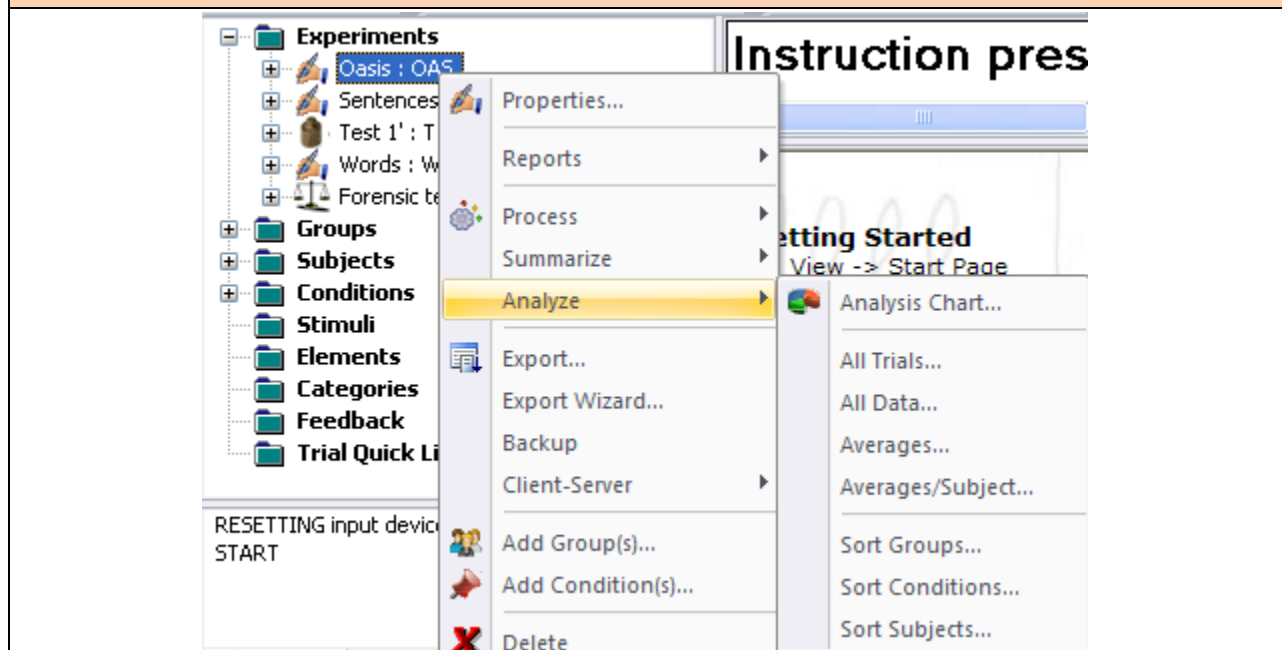 Experiments
Oasis : OAS
Sentences
Test 1' : T
Words : W
Forensic te
Groups
Subjects
Conditions
Stimuli
Elements
Categories
Feedback
Trial Quick Li
RESETTING input devic
START
Properties...
Reports
Process
Summarize
Analyze
Export...
Export Wizard...
Backup
Client-Server
Add Group(s)...
Add Condition(s)...
Delete
Instruction pres
etting Started
View -> Start Page
Analysis Chart...
All Trials...
All Data...
Averages...
Averages/Subject...
Sort Groups...
Sort Conditions...
Sort Subjects...